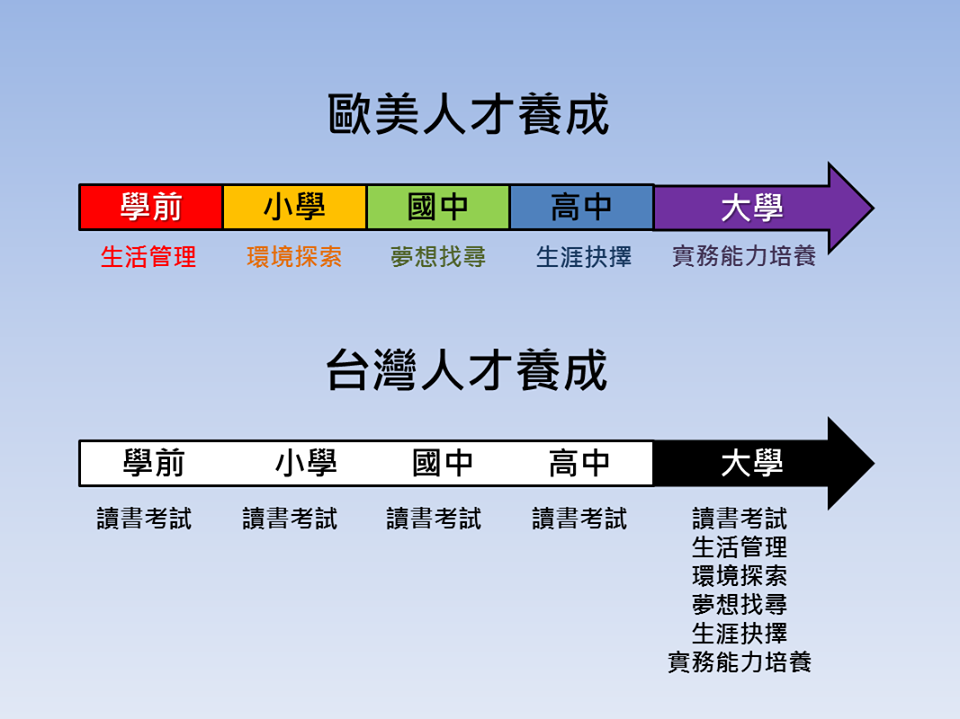 歐美人才養成
學前 小學 國中 高中 大學
生活管理 環境探索 夢想找尋 生涯抉擇 實務能力培養
台灣人才養成
學前 小學 國中 高中 大學
讀書考試 讀書考試 讀書考試 讀書考試 讀書考試
生活管理
環境探索
夢想找尋
生涯抉擇
實務能力培養